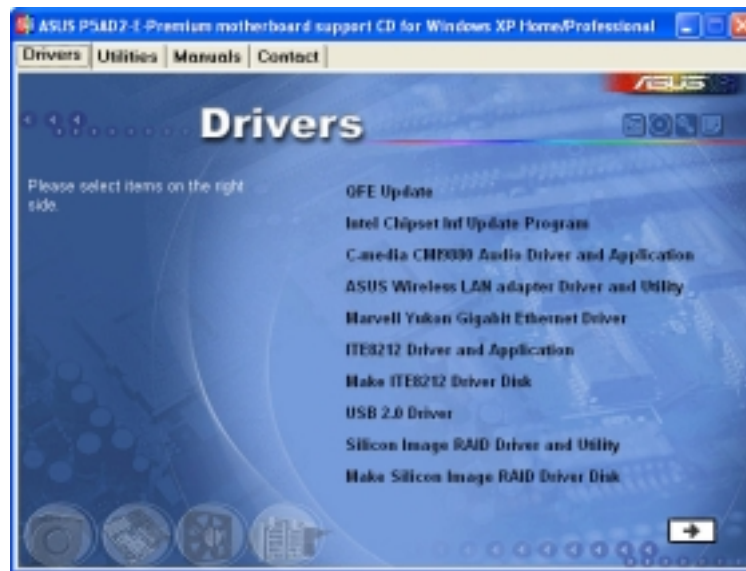 ASUS P5AD2-E-Premium motherboard support CD for Windows XP Home/Professional
Drivers Utilities Manuals Contact
ASUS
Drivers
Please select items on the right
side.
QFE Update
Intel Chipset Inf Update Program
C-media CMI9880 Audio Driver and Application
ASUS Wireless LAN adapter Driver and Utility
Marvell Yukon Gigabit Ethernet Driver
ITE8212 Driver and Application
Make ITE8212 Driver Disk
USB 2.0 Driver
Silicon Image RAID Driver and Utility
Make Silicon Image RAID Driver Disk